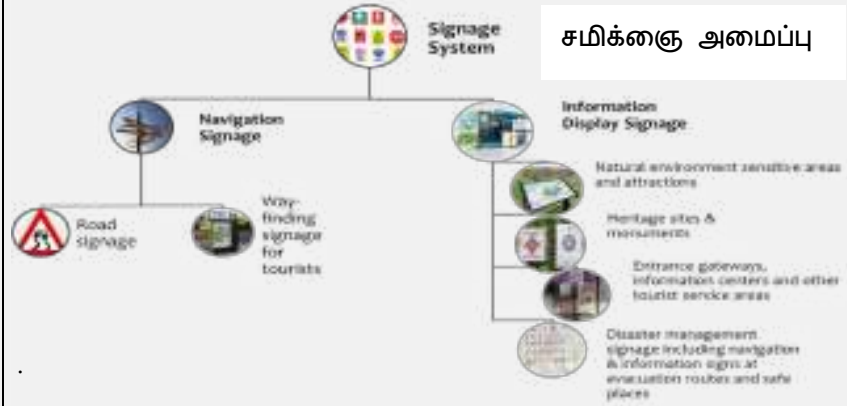 Signage
System
சமிக்ஞை அமைப்பு
Navigation
Signage
Information
Display Signage
Road
signage
Way-
finding
signage
for
tourists
Natural environment sensitive areas
and attractions
Heritage sites &
monuments
Entrance gateways,
information centers and other
tourist service areas
Disaster management
signage including navigation
& information signs at
evacuation routes and safe
places
.